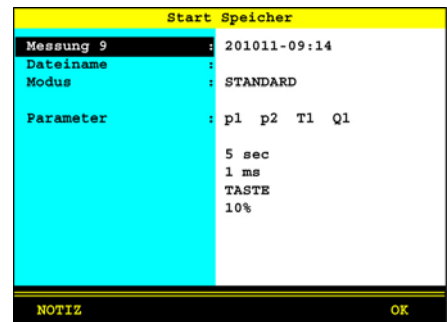 Start Speicher
Messung 9 : 201011-09:14
Dateiname :
Modus : STANDARD
Parameter : p1 p2 T1 Q1
5 sec
1 ms
TASTE
10%
NOTIZ OK